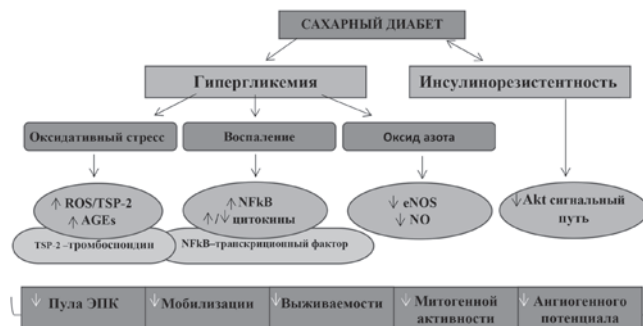 САХАРНЫЙ ДИАБЕТ
Гипергликемия
Инсулинорезистентность
Оксидативный стресс
Воспаление
Оксид азота
↑ ROS/TSP-2
↑ AGEs
↑ NFkB
↑/↓ цитокины
↓ eNOS
↓ NO
↓ Akt сигнальный
путь
TSP-2 –тромбоспондин
NFkB–транскриционный фактор
↓ Пула ЭПК
↓ Мобилизации
↓ Выживаемости
↓ Митогенной
активности
↓ Ангиогенного
потенциала